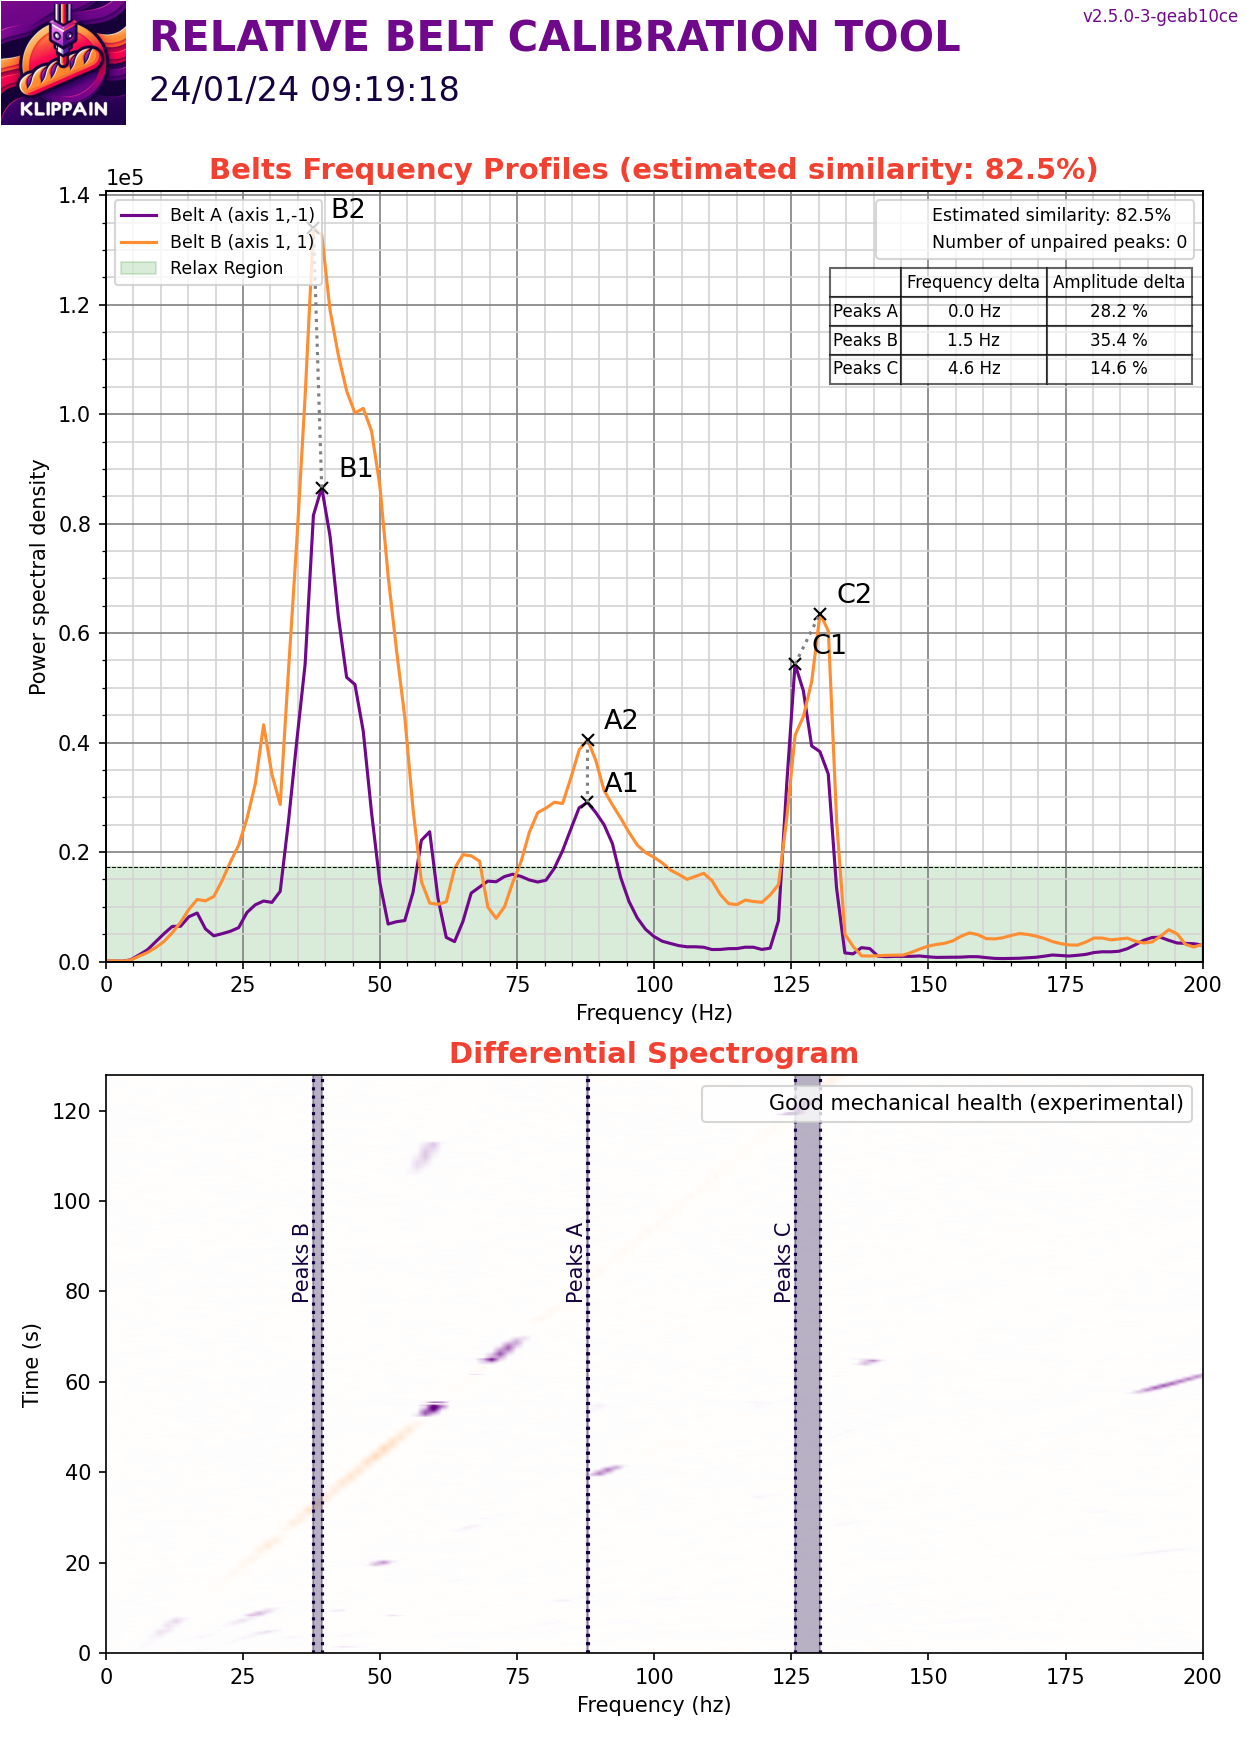 KLIPPAIN
RELATIVE BELT CALIBRATION TOOL
v2.5.0-3-geab10ce
24/01/24 09:19:18
Belts Frequency Profiles (estimated similarity: 82.5%)
1e5
1.4
1.2
1.0
0.8
0.6
0.4
0.2
0.0
Power spectral density
Belt A (axis 1,-1)
Belt B (axis 1, 1)
Relax Region
B2
B1
A2
A1
C2
C1
Estimated similarity: 82.5%
Number of unpaired peaks: 0
Frequency delta Amplitude delta
Peaks A 0.0 Hz 28.2 %
Peaks B 1.5 Hz 35.4 %
Peaks C 4.6 Hz 14.6 %
0 25 50 75 100 125 150 175 200
Frequency (Hz)
Differential Spectrogram
Good mechanical health (experimental)
120
100
80
60
40
20
0
Time (s)
Peaks B
Peaks A
Peaks C
0 25 50 75 100 125 150 175 200
Frequency (hz)